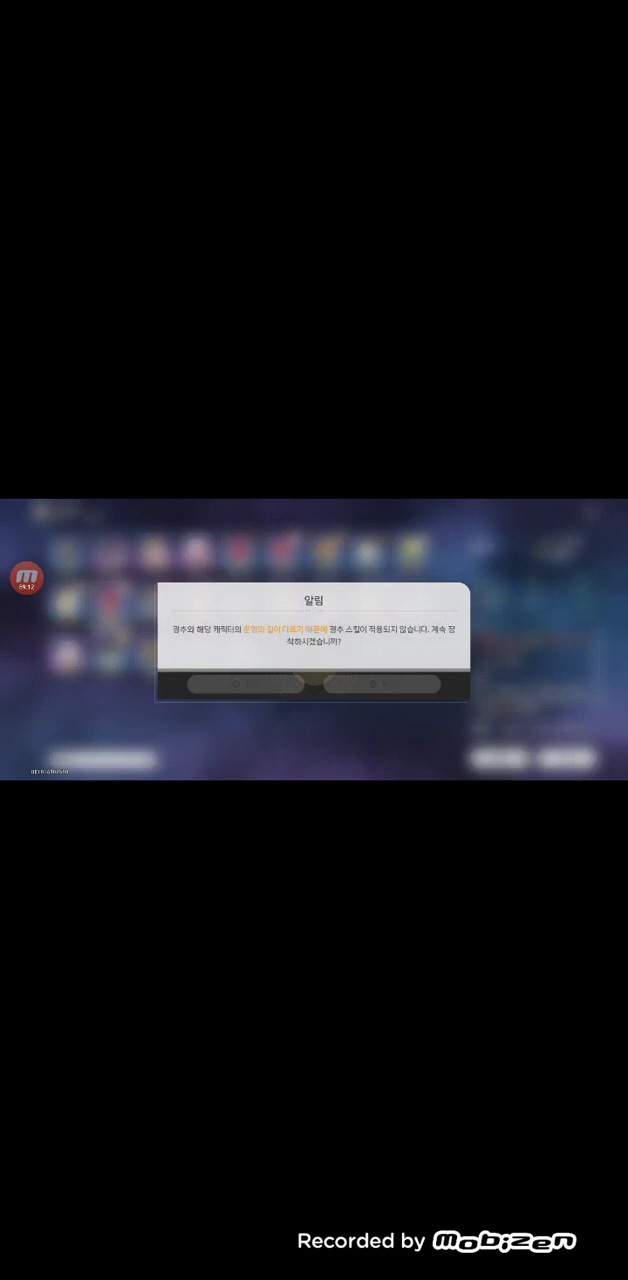 알림
광추와 해당 캐릭터의 운명의 길이 다르기 때문에 광추 스킬이 적용되지 않습니다. 계속 장
착하시겠습니까?
Recorded by mobizen